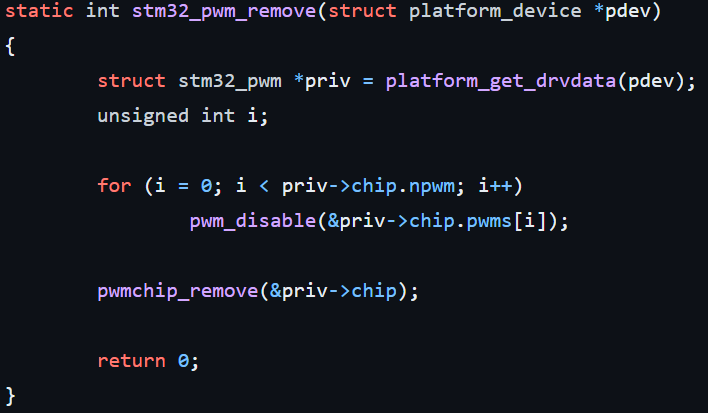 static int stm32_pwm_remove(struct platform_device *pdev)
{
struct stm32_pwm *priv = platform_get_drvdata(pdev);
unsigned int i;
for (i = 0; i < priv->chip.npwm; i++)
pwm_disable(&priv->chip.pwms[i]);
pwmchip_remove(&priv->chip);
return 0;
}